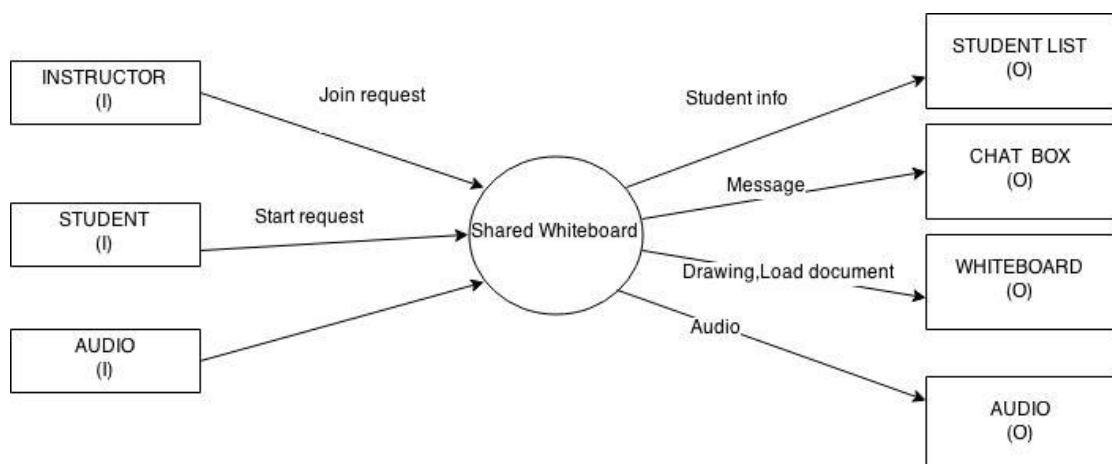 INSTRUCTOR
(I)
Join request
STUDENT
(I)
Start request
AUDIO
(I)
Shared Whiteboard
Student info
STUDENT LIST
(O)
Message
CHAT BOX
(O)
Drawing,Load document
WHITEBOARD
(O)
Audio
AUDIO
(O)